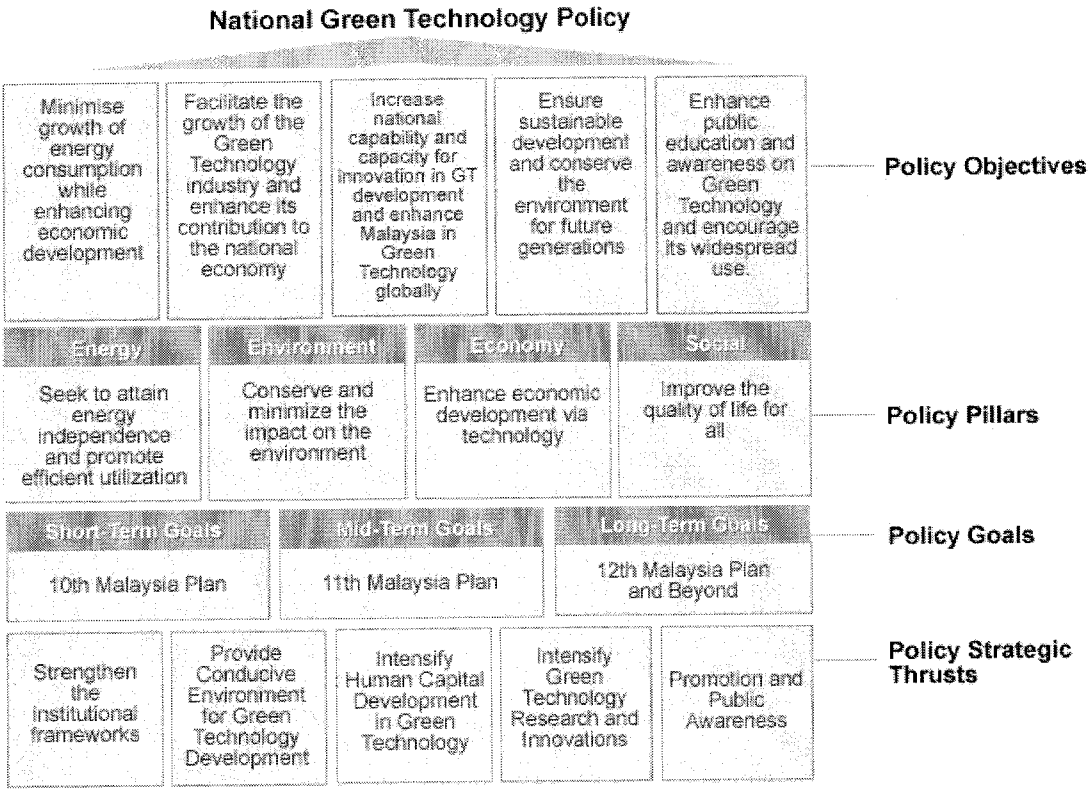 National Green Technology Policy
Minimise
growth of
energy
consumption
while
enhancing
economic
development
Facilitate the
growth of the
Green
Technology
industry and
enhance its
contribution to
the national
economy
Increase
national
capability and
capacity for
innovation in GT
development
and enhance
Malaysia in
Green
Technology
globally
Ensure
sustainable
development
and conserve
the
environment
for future
generations
Enhance
public
education and
awareness on
Green
Technology
and encourage
its widespread
use.
Policy Objectives
Energy
Seek to attain
energy
independence
and promote
efficient utilization
Environment
Conserve and
minimize the
impact on the
environment
Economy
Enhance economic
development via
technology
Social
Improve the
quality of life for
all
Policy Pillars
Short-Term Goals
10th Malaysia Plan
Mid-Term Goals
11th Malaysia Plan
Long-Term Goals
12th Malaysia Plan
and Beyond
Policy Goals
Strengthen
the
institutional
frameworks
Provide
Conducive
Environment
for Green
Technology
Development
Intensify
Human Capital
Development
in Green
Technology
Intensify
Green
Technology
Research and
Innovations
Promotion and
Public
Awareness
Policy Strategic
Thrusts